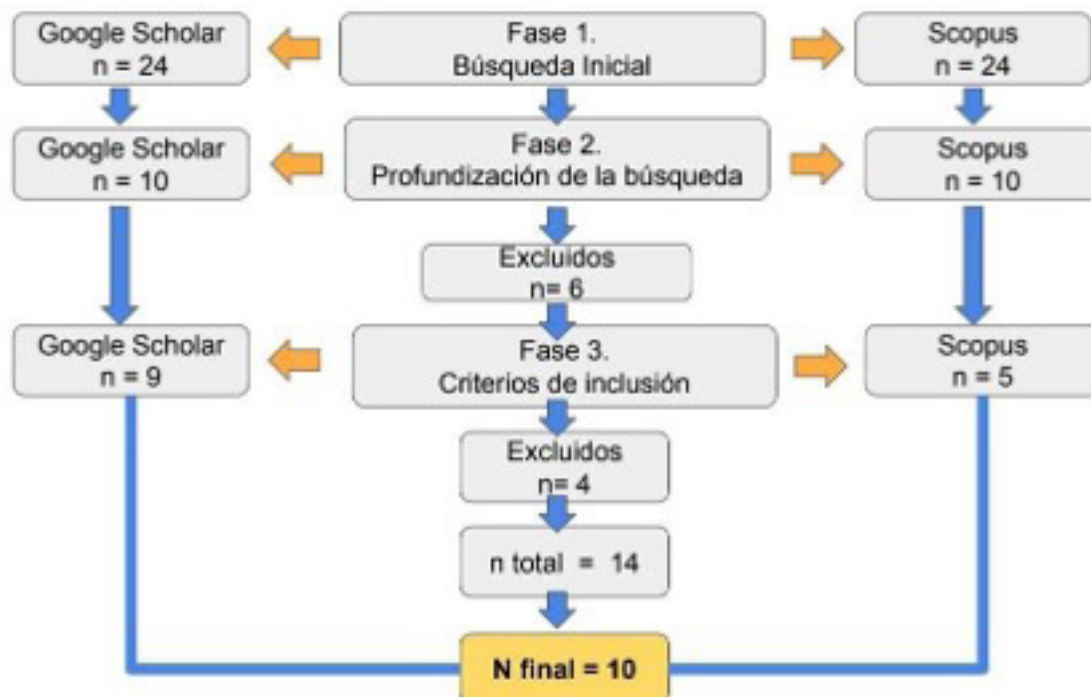 Google Scholar
n = 24
Fase 1.
Búsqueda Inicial
Scopus
n = 24
Google Scholar
n = 10
Fase 2.
Profundización de la búsqueda
Scopus
n = 10
Excluidos
n= 6
Google Scholar
n = 9
Fase 3.
Criterios de inclusión
Scopus
n = 5
Excluidos
n= 4
n total = 14
N final = 10